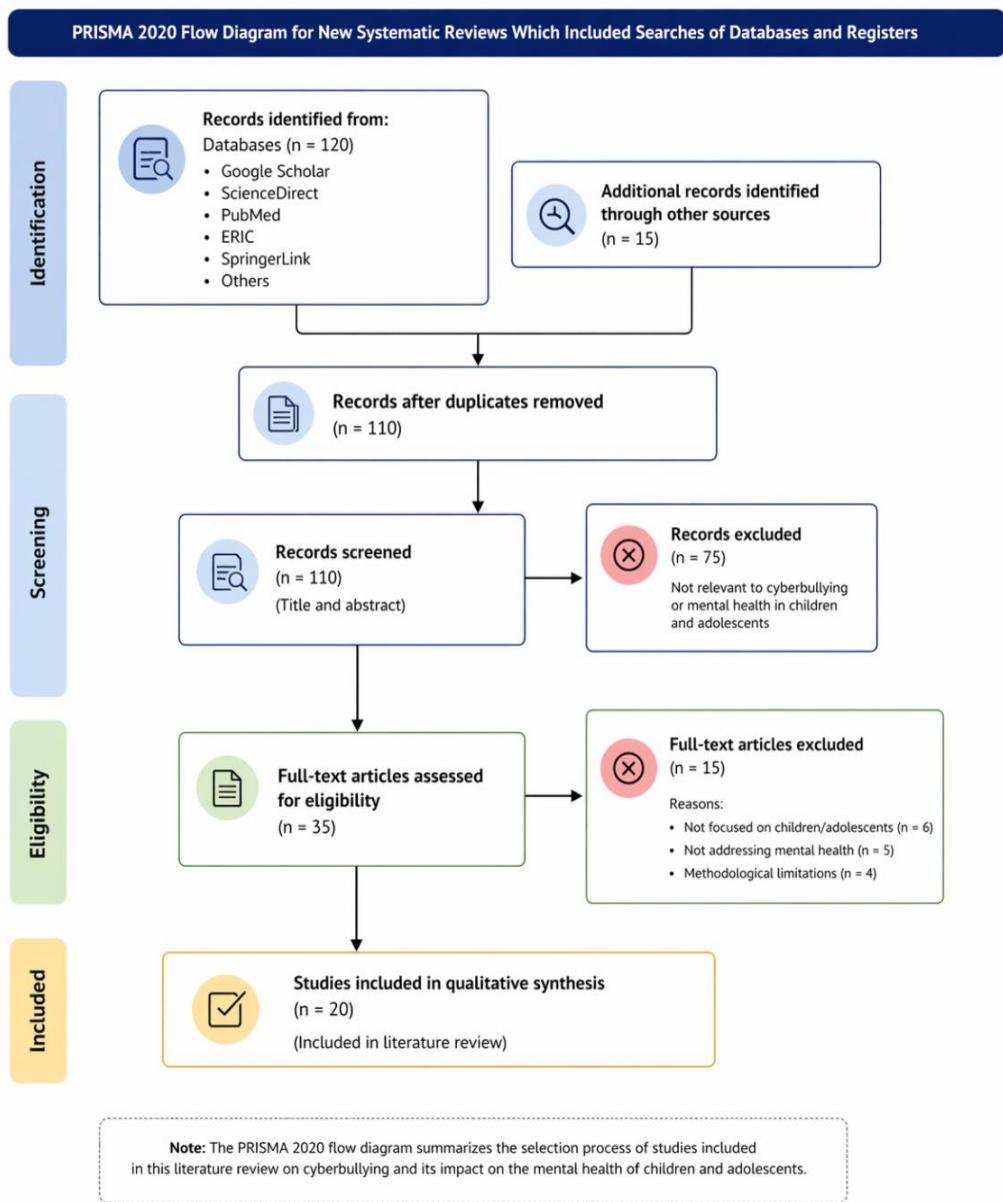 PRISMA 2020 Flow Diagram for New Systematic Reviews Which Included Searches of Databases and Registers
Identification
Records identified from:
Databases (n = 120)
• Google Scholar
• ScienceDirect
• PubMed
• ERIC
• SpringerLink
• Others
Additional records identified
through other sources
(n = 15)
Screening
Records after duplicates removed
(n = 110)
Records screened
(n = 110)
(Title and abstract)
Records excluded
(n = 75)
Not relevant to cyberbullying
or mental health in children
and adolescents
Eligibility
Full-text articles assessed
for eligibility
(n = 35)
Full-text articles excluded
(n = 15)
Reasons:
• Not focused on children/adolescents (n = 6)
• Not addressing mental health (n = 5)
• Methodological limitations (n = 4)
Included
Studies included in qualitative synthesis
(n = 20)
(Included in literature review)
Note: The PRISMA 2020 flow diagram summarizes the selection process of studies included
in this literature review on cyberbullying and its impact on the mental health of children and adolescents.